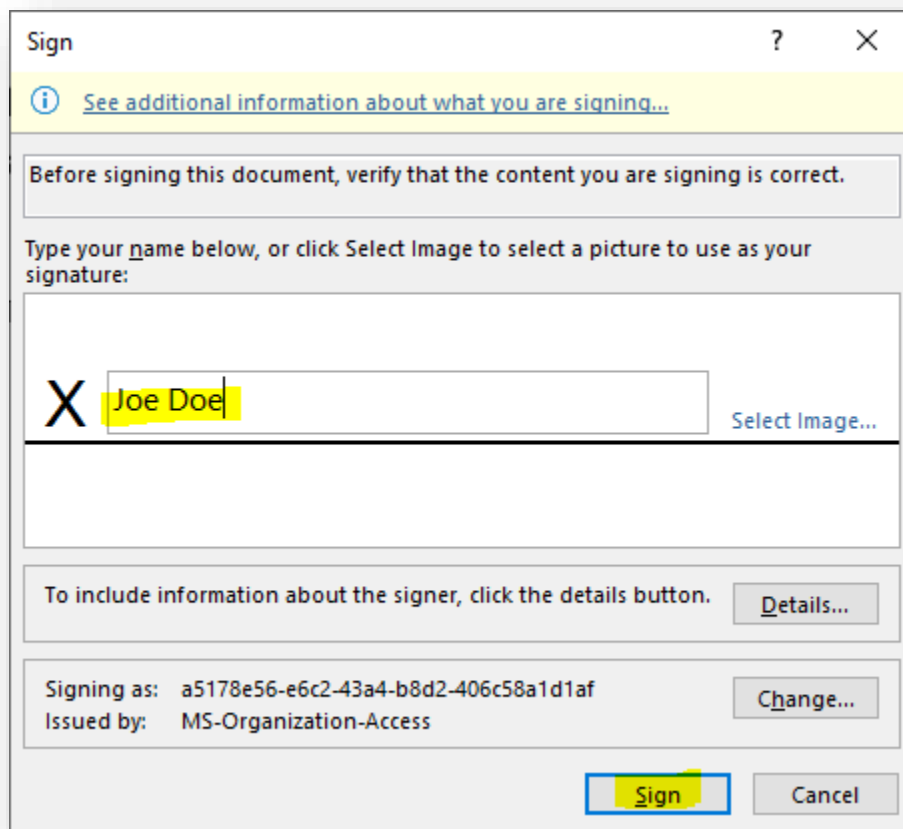 Sign ?
See additional information about what you are signing...
Before signing this document, verify that the content you are signing is correct.
Type your name below, or click Select Image to select a picture to use as your
signature:
X Joe Doe
Select Image...
To include information about the signer, click the details button. Details...
Signing as: a5178e56-e6c2-43a4-b8d2-406c58a1d1af
Issued by: MS-Organization-Access
Change...
Sign Cancel